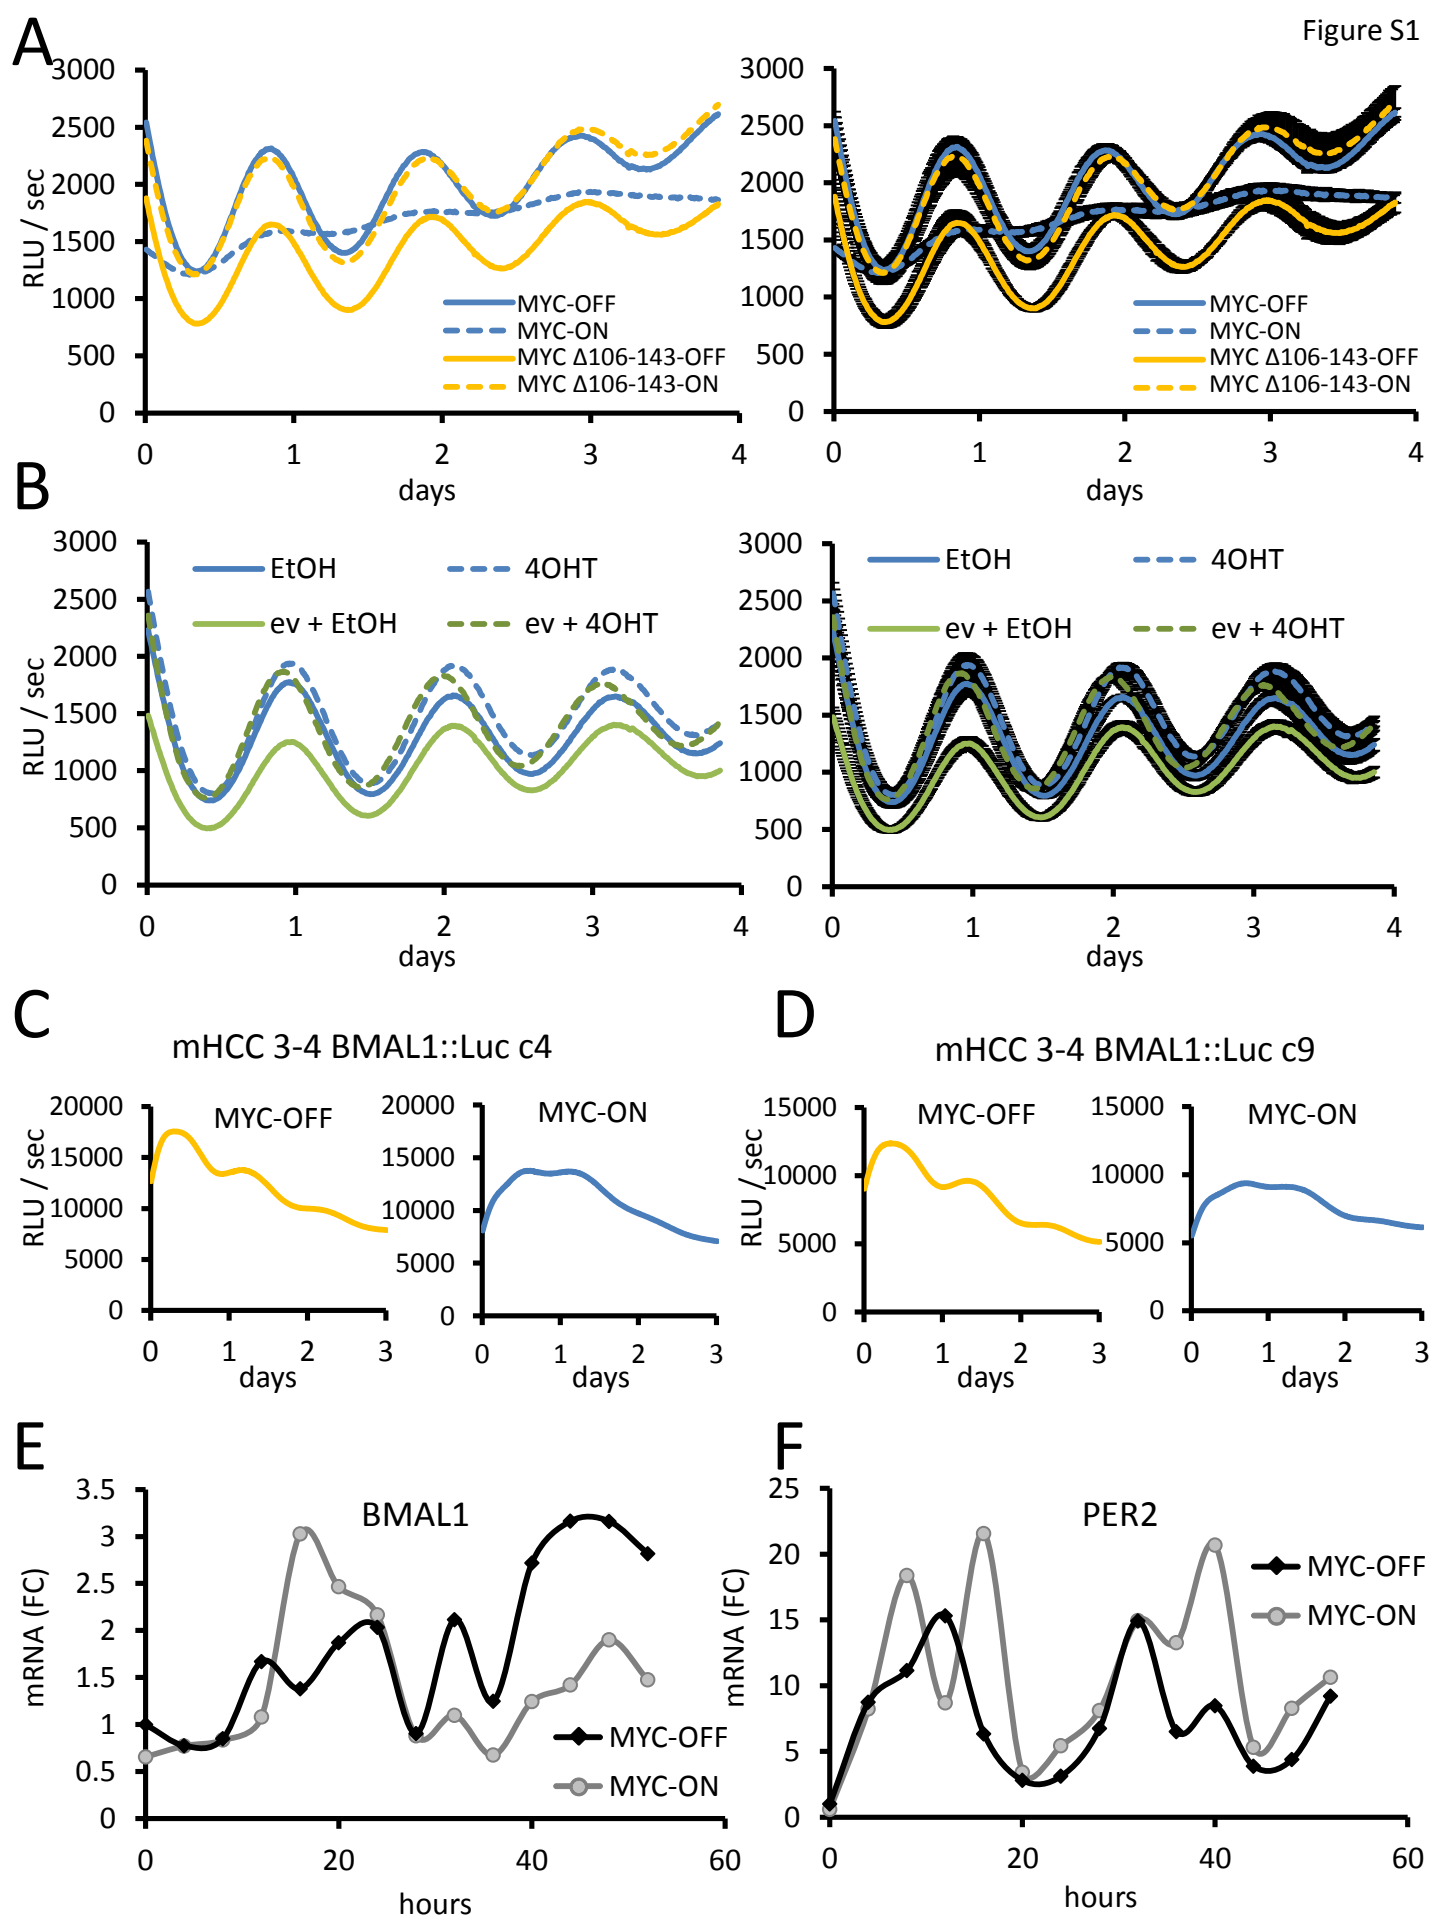 Figure S1
A
3000
2500
2000
1500
1000
500
0
RLU / sec
MYC-OFF
MYC-ON
MYC Δ106-143-OFF
MYC Δ106-143-ON
0 1 2 3 4
days
3000
2500
2000
1500
1000
500
0
MYC-OFF
MYC-ON
MYC Δ106-143-OFF
MYC Δ106-143-ON
0 1 2 3 4
days
B
3000
2500
2000
1500
1000
500
0
RLU / sec
EtOH 4OHT
ev + EtOH ev + 4OHT
0 1 2 3 4
days
3000
2500
2000
1500
1000
500
0
EtOH 4OHT
ev + EtOH ev + 4OHT
0 1 2 3 4
days
C
mHCC 3-4 BMAL1::Luc c4
20000
15000
10000
5000
0
RLU / sec
MYC-OFF
0 1 2 3
days
20000
15000
10000
5000
0
MYC-ON
0 1 2 3
days
D
mHCC 3-4 BMAL1::Luc c9
15000
10000
5000
0
RLU / sec
MYC-OFF
0 1 2 3
days
15000
10000
5000
0
MYC-ON
0 1 2 3
days
E
BMAL1
3.5
3
2.5
2
1.5
1
0.5
0
mRNA (FC)
MYC-OFF
MYC-ON
0 20 40 60
hours
F
PER2
25
20
15
10
5
0
mRNA (FC)
MYC-OFF
MYC-ON
0 20 40 60
hours